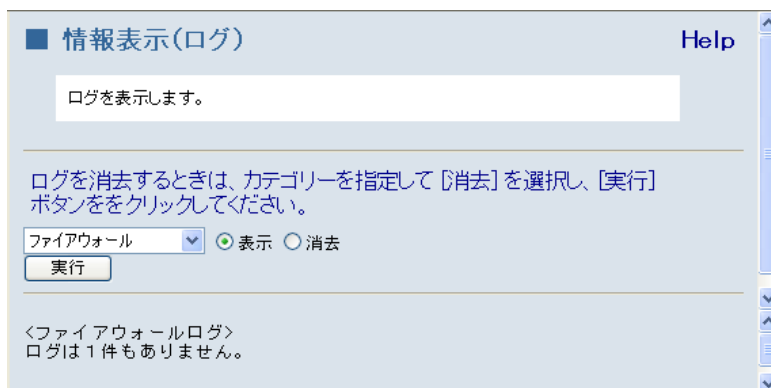 ■ 情報表示(ログ)
Help
ログを表示します。
ログを消去するときは、カテゴリーを指定して [消去] を選択し、[実行]
ボタンををクリックしてください。
ファイアウォール 表示 消去
実行
<ファイアウォールログ>
ログは1件もありません。